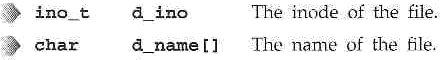 ino_t d_ino The inode of the file.
char d_name[] The name of the file.